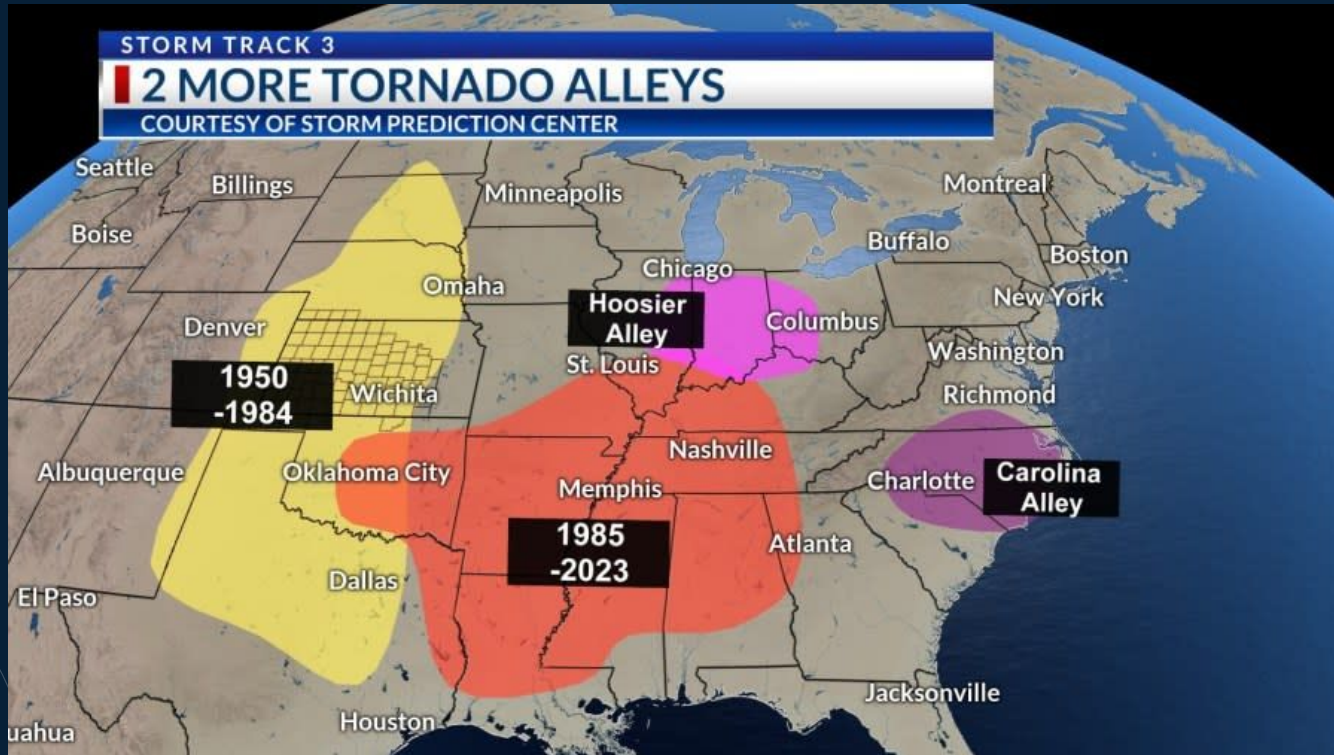 STORM TRACK 3
2 MORE TORNADO ALLEYS
COURTESY OF STORM PREDICTION CENTER
Seattle
Billings
Minneapolis
Montreal
Boise
Buffalo
Boston
Omaha
Chicago
New York
Hoosier
Alley
Denver
Columbus
Washington
St. Louis
1950
-1984
Wichita
Richmond
Nashville
Albuquerque
Oklahoma City
Memphis
Charlotte
Carolina
Alley
1985
-2023
Atlanta
Dallas
El Paso
Jacksonville
Houston
uahua